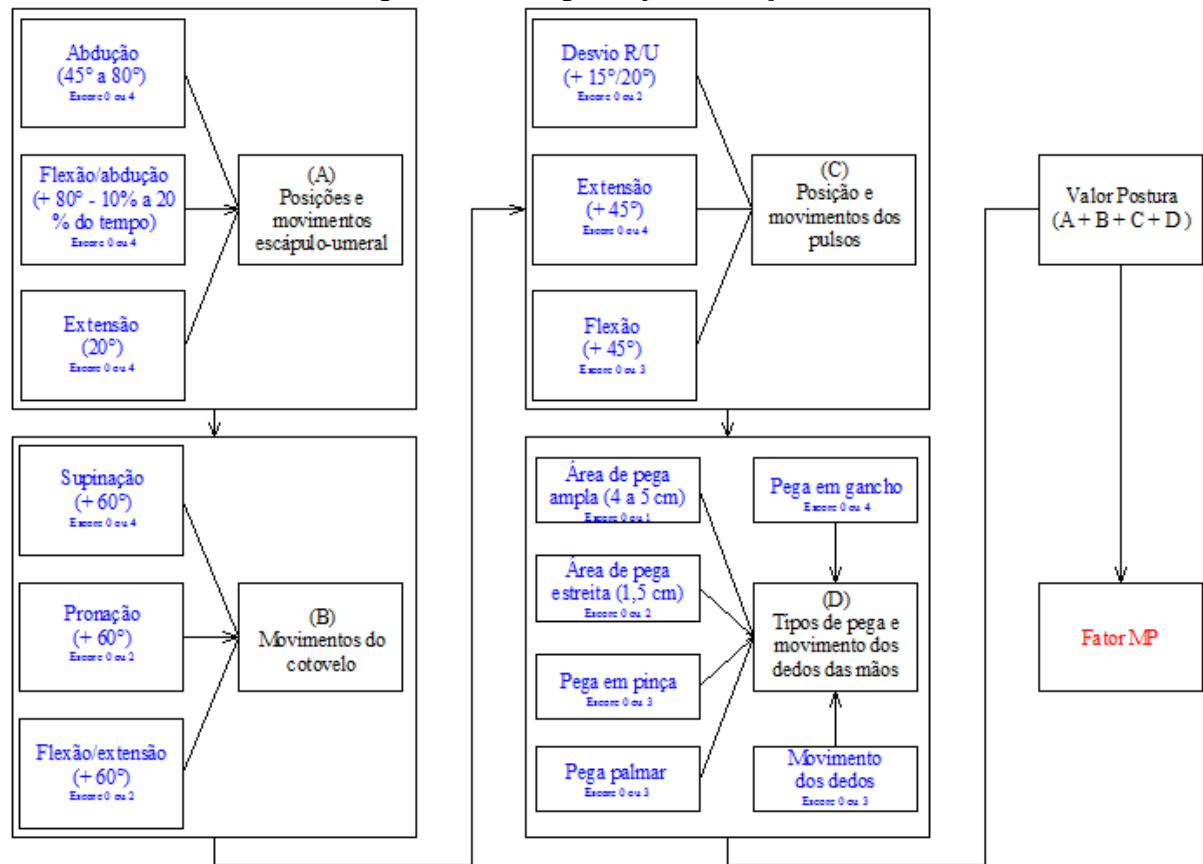 Abdução
(45° a 80°)
Escore 0 ou 4
Flexão/abdução
(+ 80° - 10% a 20
% do tempo)
Escore 0 ou 4
Extensão
(20°)
Escore 0 ou 4
(A)
Posições e
movimentos
escápulo-umeral
Supinação
(+ 60°)
Escore 0 ou 4
Pronação
(+ 60°)
Escore 0 ou 2
Flexão/extensão
(+ 60°)
Escore 0 ou 2
(B)
Movimentos do
cotovelo
Desvio R/U
(+ 15°/20°)
Escore 0 ou 2
Extensão
(+ 45°)
Escore 0 ou 4
Flexão
(+ 45°)
Escore 0 ou 3
(C)
Posição e
movimentos dos
pulsos
Área de pega
ampla (4 a 5 cm)
Escore 0 ou 1
Área de pega
estreita (1,5 cm)
Escore 0 ou 2
Pega em pinça
Escore 0 ou 3
Pega palmar
Escore 0 ou 3
Pega em gancho
Escore 0 ou 4
(D)
Tipos de pega e
movimento dos
dedos das mãos
Movimento
dos dedos
Escore 0 ou 3
Valor Postura
(A + B + C + D )
Fator MP